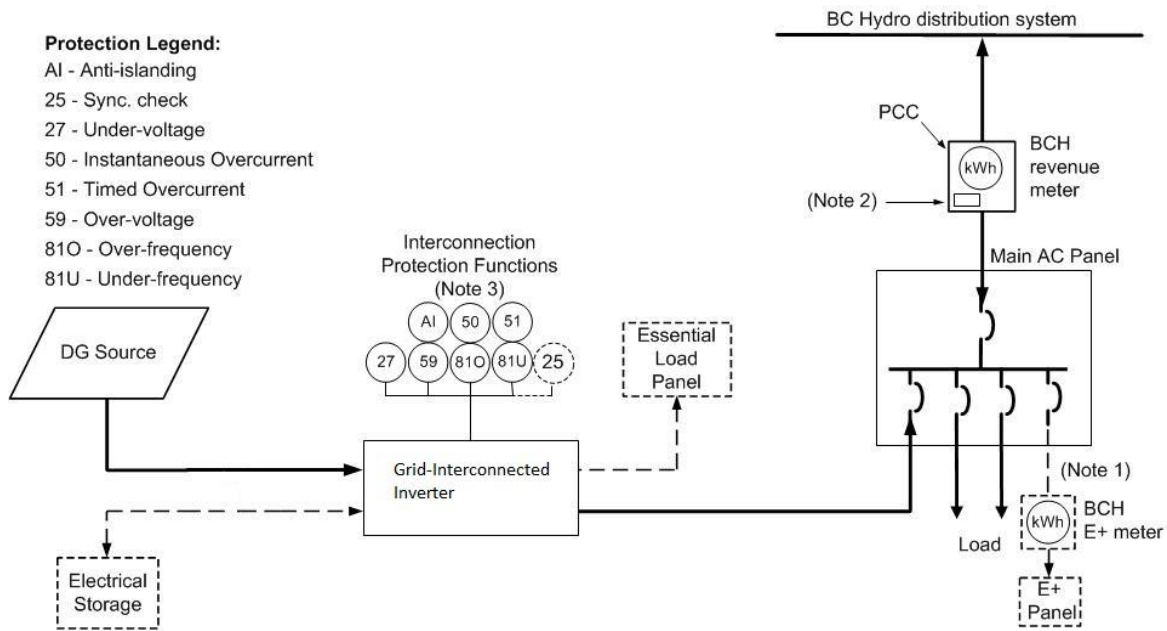 BC Hydro distribution system
Protection Legend:
AI - Anti-islanding
25 - Sync. check
27 - Under-voltage
50 - Instantaneous Overcurrent
51 - Timed Overcurrent
59 - Over-voltage
81O - Over-frequency
81U - Under-frequency
PCC
kWh
BCH
revenue
meter
(Note 2)
Interconnection
Protection Functions
(Note 3)
AI 50 51
27 59 81O 81U 25
Main AC Panel
DG Source
Essential
Load
Panel
Grid-Interconnected
Inverter
(Note 1)
kWh
BCH
E+ meter
Load
Electrical
Storage
E+
Panel